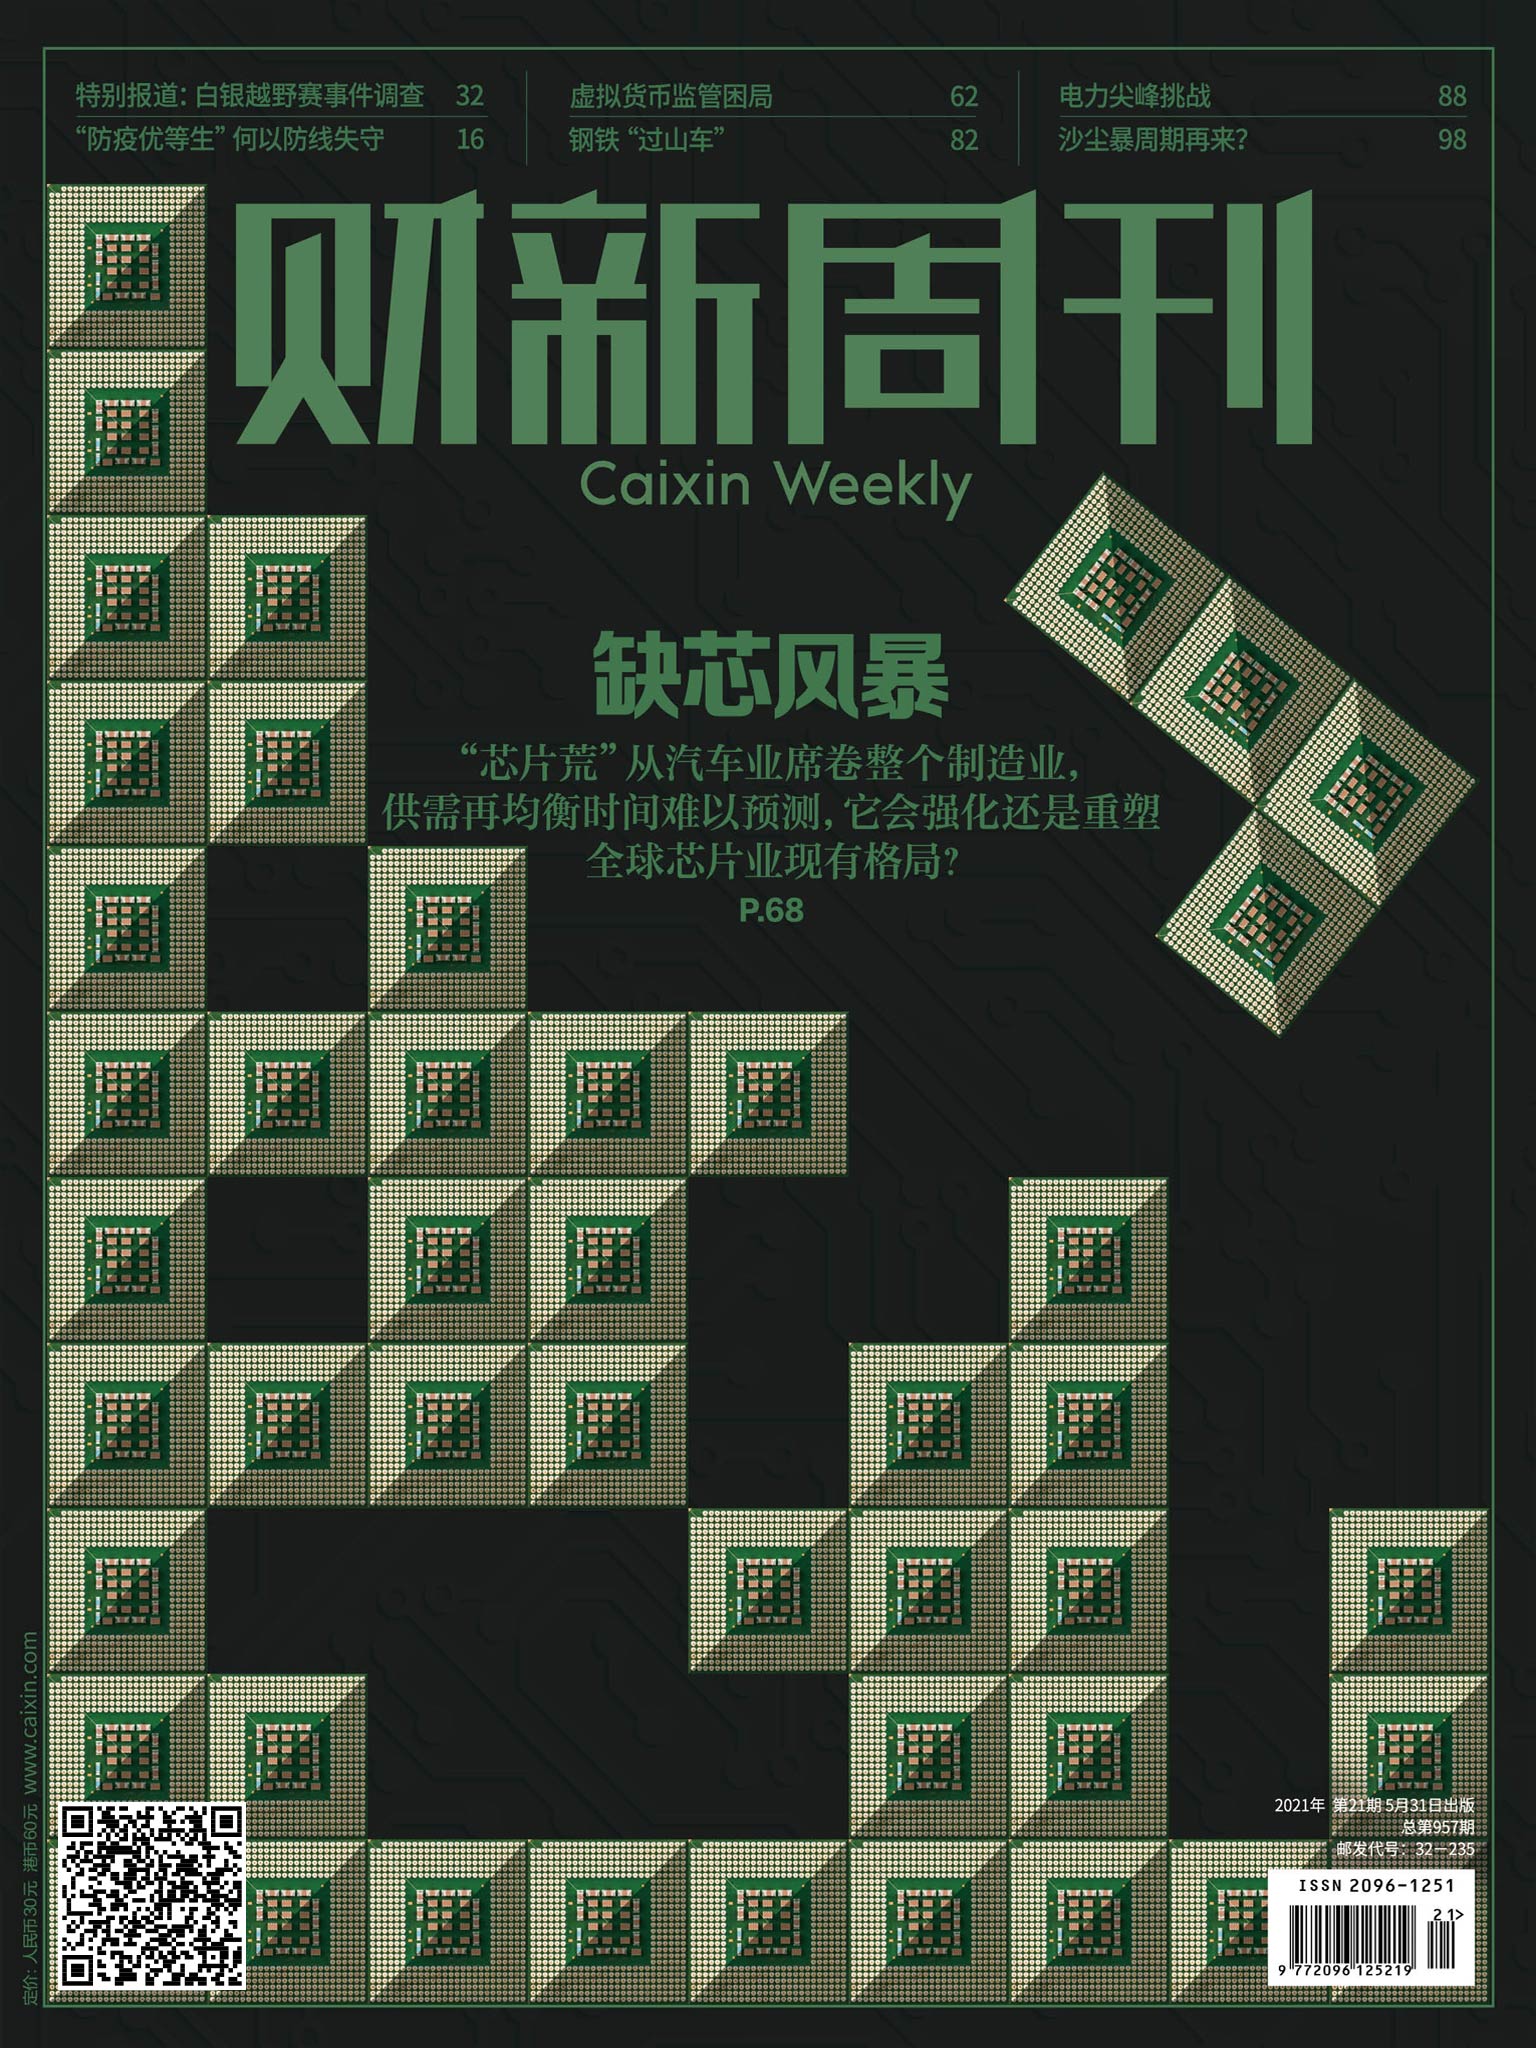 特别报道：白银越野赛事件调查 32
“防疫优等生”何以防线失守 16
虚拟货币监管困局 62
钢铁“过山车” 82
电力尖峰挑战 88
沙尘暴周期再来？ 98
财新周刊
Caixin Weekly
缺芯风暴
“芯片荒”从汽车业席卷整个制造业，
供需再均衡时间难以预测，它会强化还是重塑
全球芯片业现有格局？
P.68
定价：人民币30元 港币60元 www.caixin.com
2021年 第21期 5月31日出版
总第957期
邮发代号：32－235
ISSN 2096-1251
21>
9 772096 125219